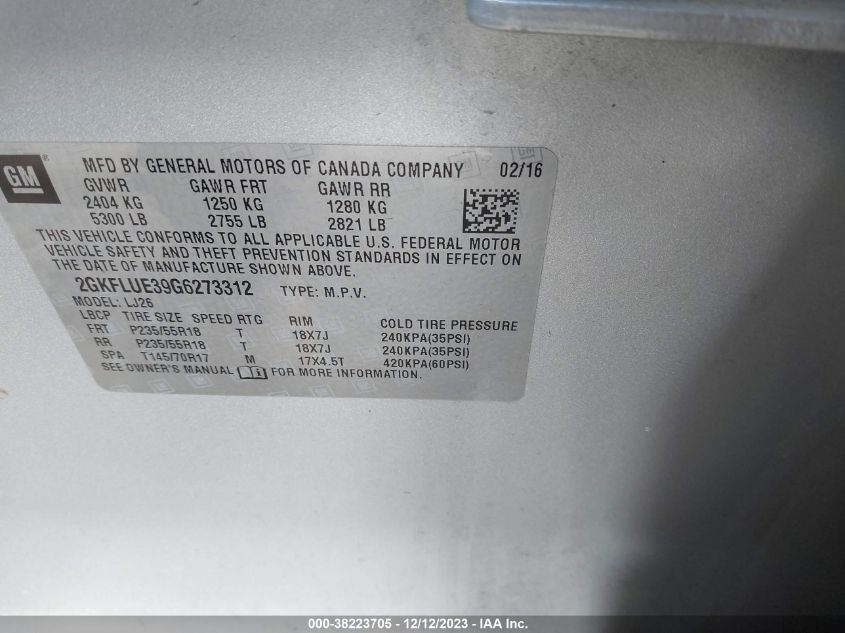 GM ® MFD BY GENERAL MOTORS OF CANADA COMPANY 02/16
GVWR GAWR FRT GAWR RR
2404 KG 1250 KG 1280 KG
5300 LB 2755 LB 2821 LB
THIS VEHICLE CONFORMS TO ALL APPLICABLE U.S. FEDERAL MOTOR
VEHICLE SAFETY AND THEFT PREVENTION STANDARDS IN EFFECT ON
THE DATE OF MANUFACTURE SHOWN ABOVE.
2GKFLUE39G6273312 TYPE: M.P.V.
MODEL: LJ26
LBCP TIRE SIZE SPEED RTG RIM COLD TIRE PRESSURE
FRT P235/55R18 T 18X7J 240KPA(35PSI)
RR P235/55R18 T 18X7J 240KPA(35PSI)
SPA T145/70R17 M 17X4.5T 420KPA(60PSI)
SEE OWNER'S MANUAL FOR MORE INFORMATION.
000-38223705 - 12/12/2023 - IAA Inc.